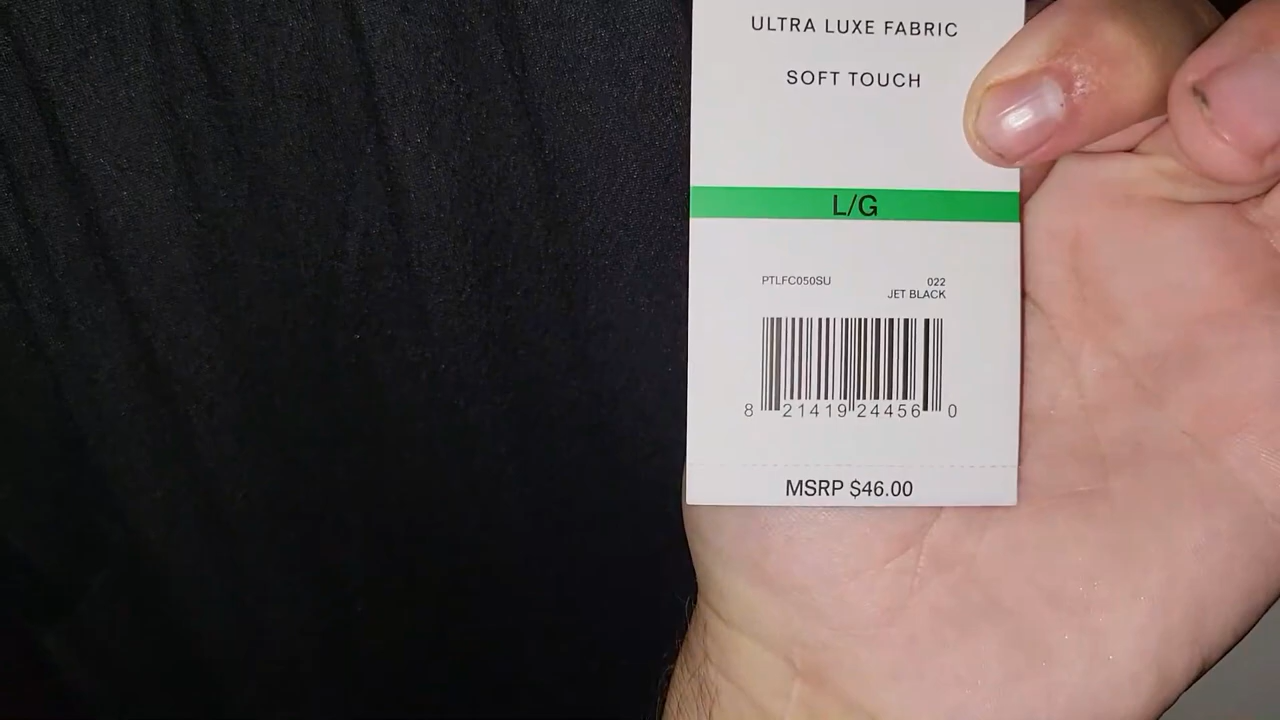 ULTRA LUXE FABRIC
SOFT TOUCH
L/G
PTLFC050SU 022
JET BLACK
8 21419 24456 0
MSRP $46.00